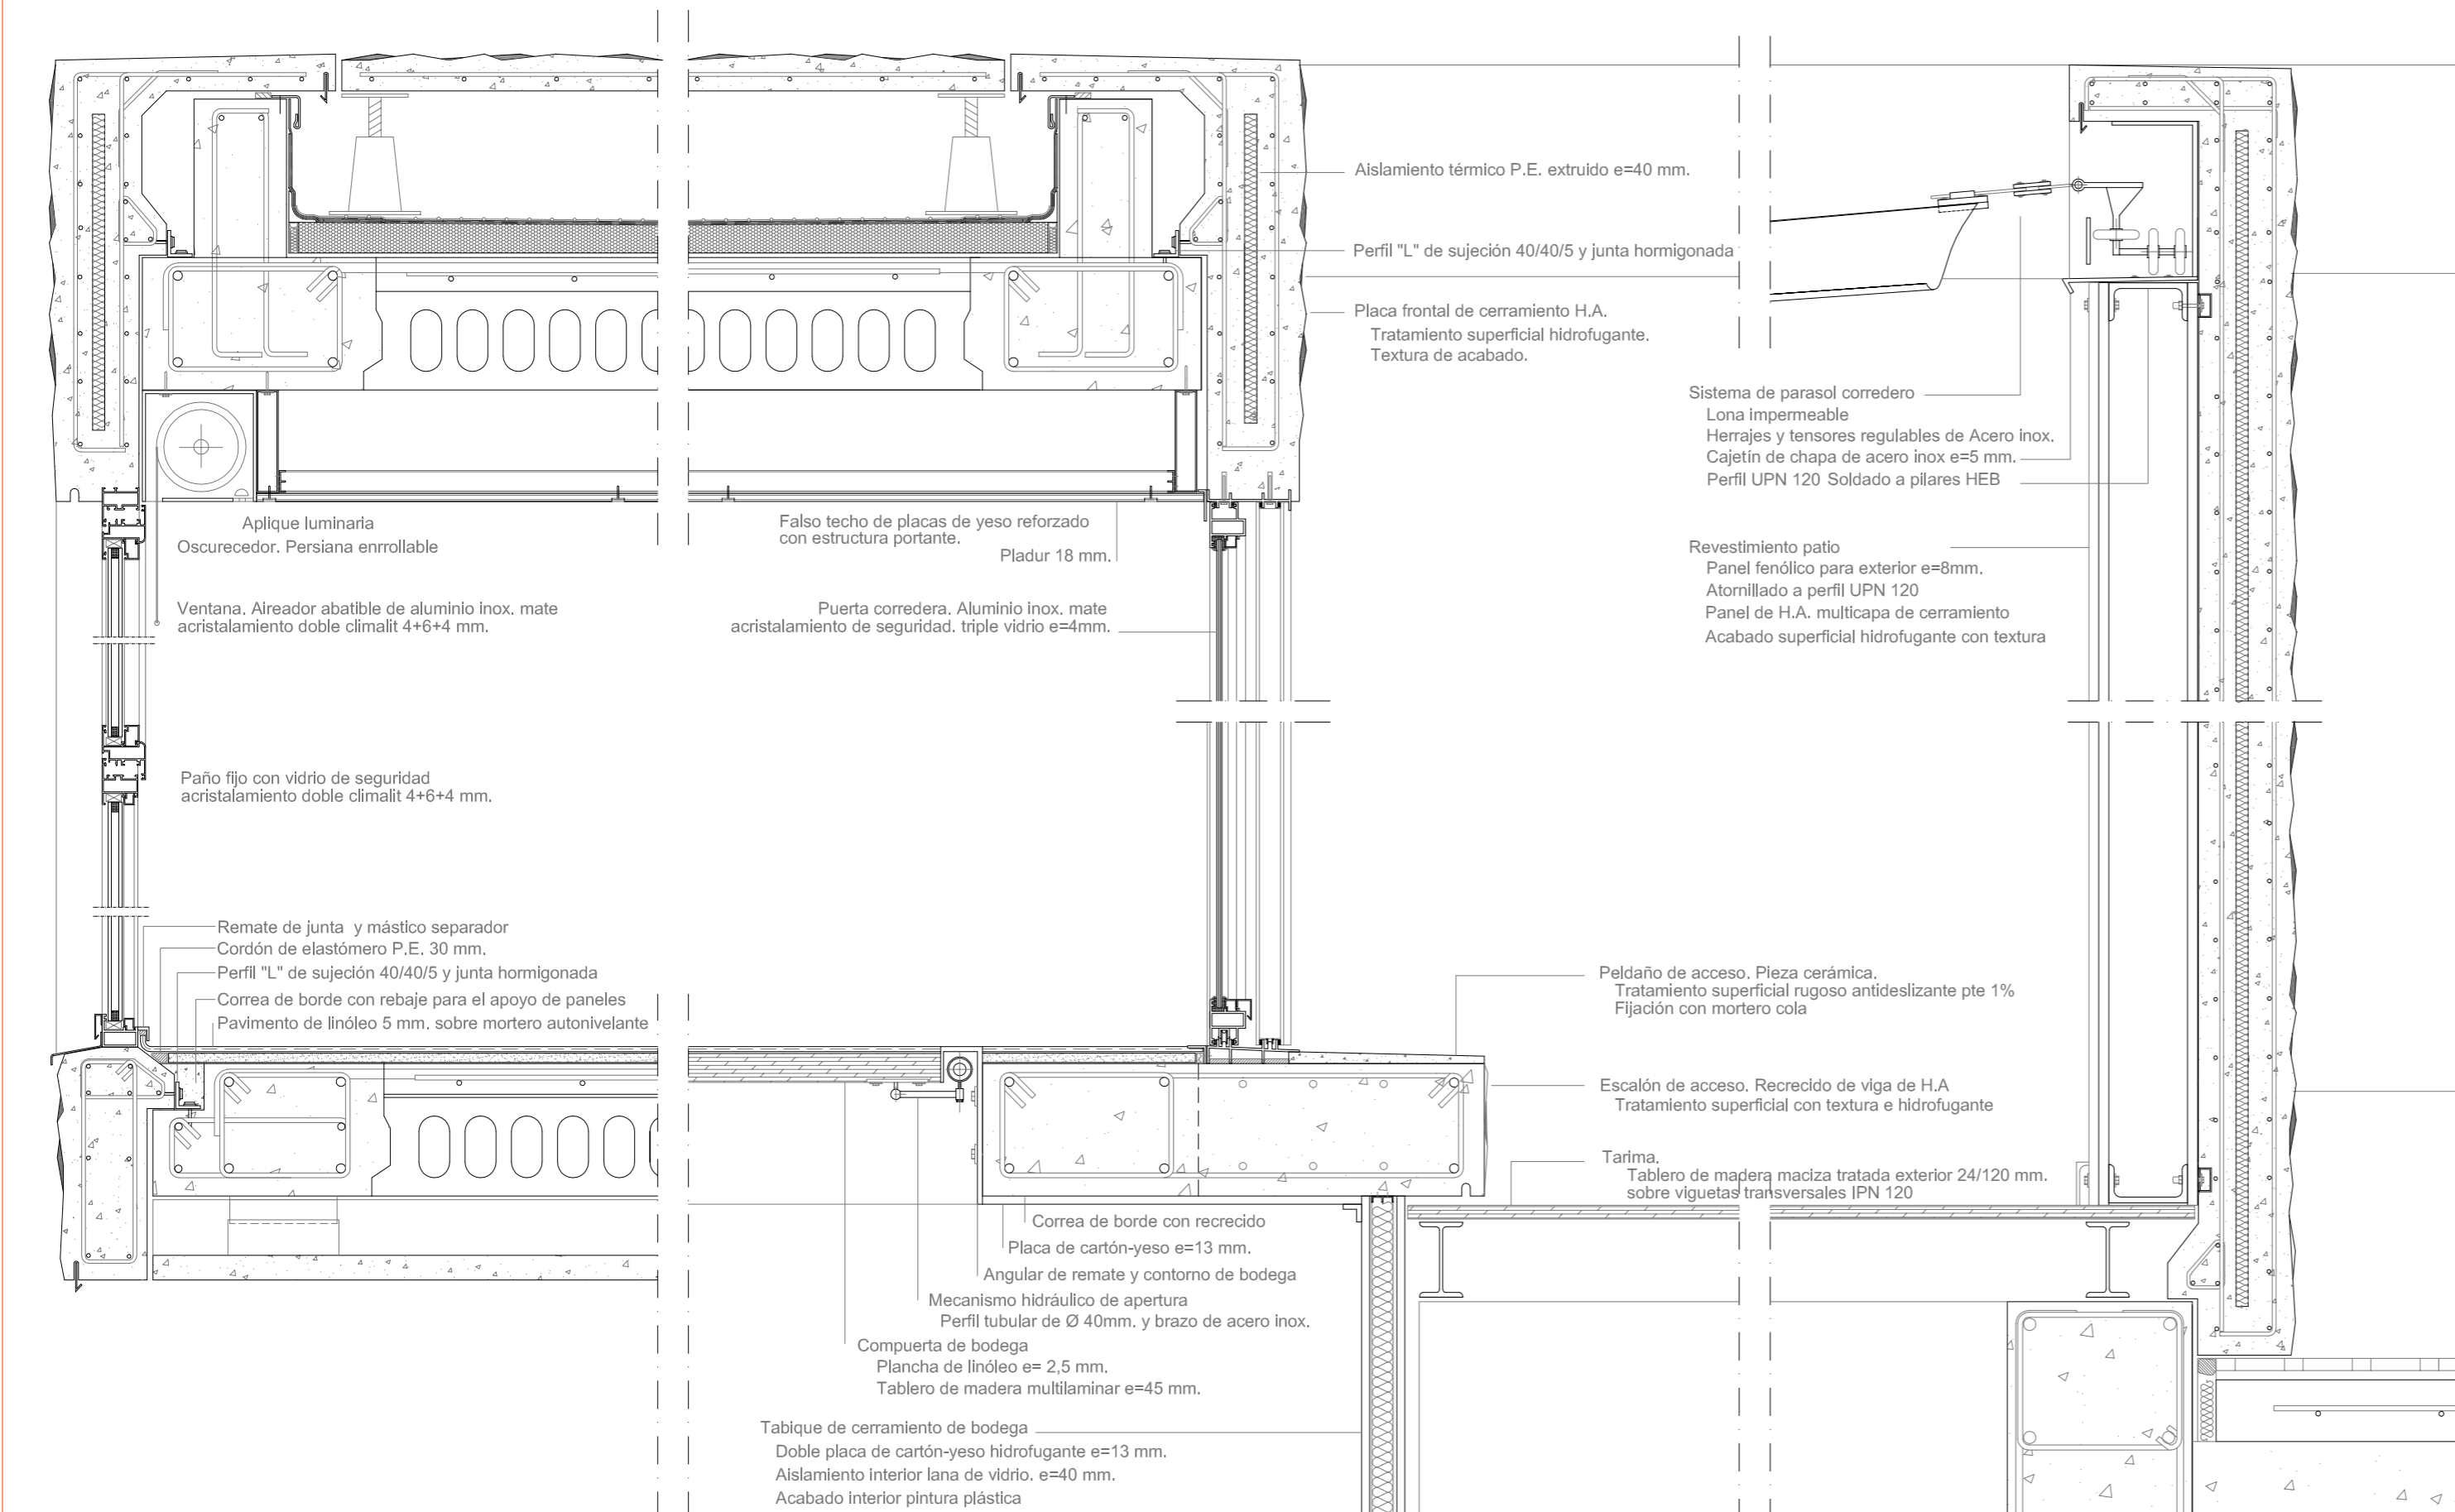 Aislamiento térmico P.E. extruido e=40 mm.
Perfil "L" de sujeción 40/40/5 y junta hormigonada
Placa frontal de cerramiento H.A.
Tratamiento superficial hidrofugante.
Textura de acabado.
Sistema de parasol corredero
Lona impermeable
Herrajes y tensores regulables de Acero inox.
Cajetín de chapa de acero inox e=5 mm.
Perfil UPN 120 Soldado a pilares HEB
Aplique luminaria
Oscurecedor. Persiana enrrollable
Falso techo de placas de yeso reforzado
con estructura portante.
Pladur 18 mm.
Revestimiento patio
Panel fenólico para exterior e=8mm.
Atornillado a perfil UPN 120
Panel de H.A. multicapa de cerramiento
Acabado superficial hidrofugante con textura
Ventana. Aireador abatible de aluminio inox. mate
acristalamiento doble climalit 4+6+4 mm.
Puerta corredera. Aluminio inox. mate
acristalamiento de seguridad. triple vidrio e=4mm.
Paño fijo con vidrio de seguridad
acristalamiento doble climalit 4+6+4 mm.
Remate de junta y mástico separador
Cordón de elastómero P.E. 30 mm.
Perfil "L" de sujeción 40/40/5 y junta hormigonada
Correa de borde con rebaje para el apoyo de paneles
Pavimento de linóleo 5 mm. sobre mortero autonivelante
Peldaño de acceso. Pieza cerámica.
Tratamiento superficial rugoso antideslizante pte 1%
Fijación con mortero cola
Escalón de acceso. Recrecido de viga de H.A
Tratamiento superficial con textura e hidrofugante
Tarima.
Tablero de madera maciza tratada exterior 24/120 mm.
sobre viguetas transversales IPN 120
Correa de borde con recrecido
Placa de cartón-yeso e=13 mm.
Angular de remate y contorno de bodega
Mecanismo hidráulico de apertura
Perfil tubular de Ø 40mm. y brazo de acero inox.
Compuerta de bodega
Plancha de linóleo e= 2,5 mm.
Tablero de madera multilaminar e=45 mm.
Tabique de cerramiento de bodega
Doble placa de cartón-yeso hidrofugante e=13 mm.
Aislamiento interior lana de vidrio. e=40 mm.
Acabado interior pintura plástica